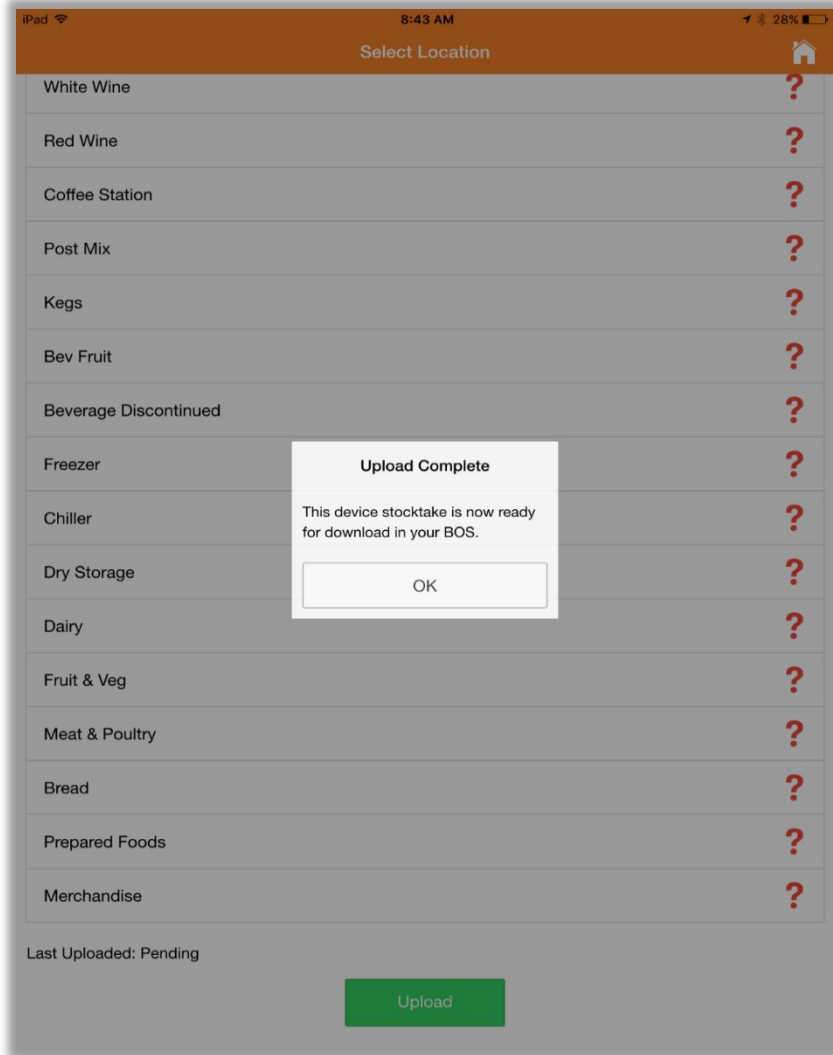 iPad 8:43 AM 28%
Select Location
White Wine ?
Red Wine ?
Coffee Station ?
Post Mix ?
Kegs ?
Bev Fruit ?
Beverage Discontinued ?
Freezer ?
Chiller ?
Dry Storage ?
Dairy ?
Fruit & Veg ?
Meat & Poultry ?
Bread ?
Prepared Foods ?
Merchandise ?
Upload Complete
This device stocktake is now ready
for download in your BOS.
OK
Last Uploaded: Pending
Upload